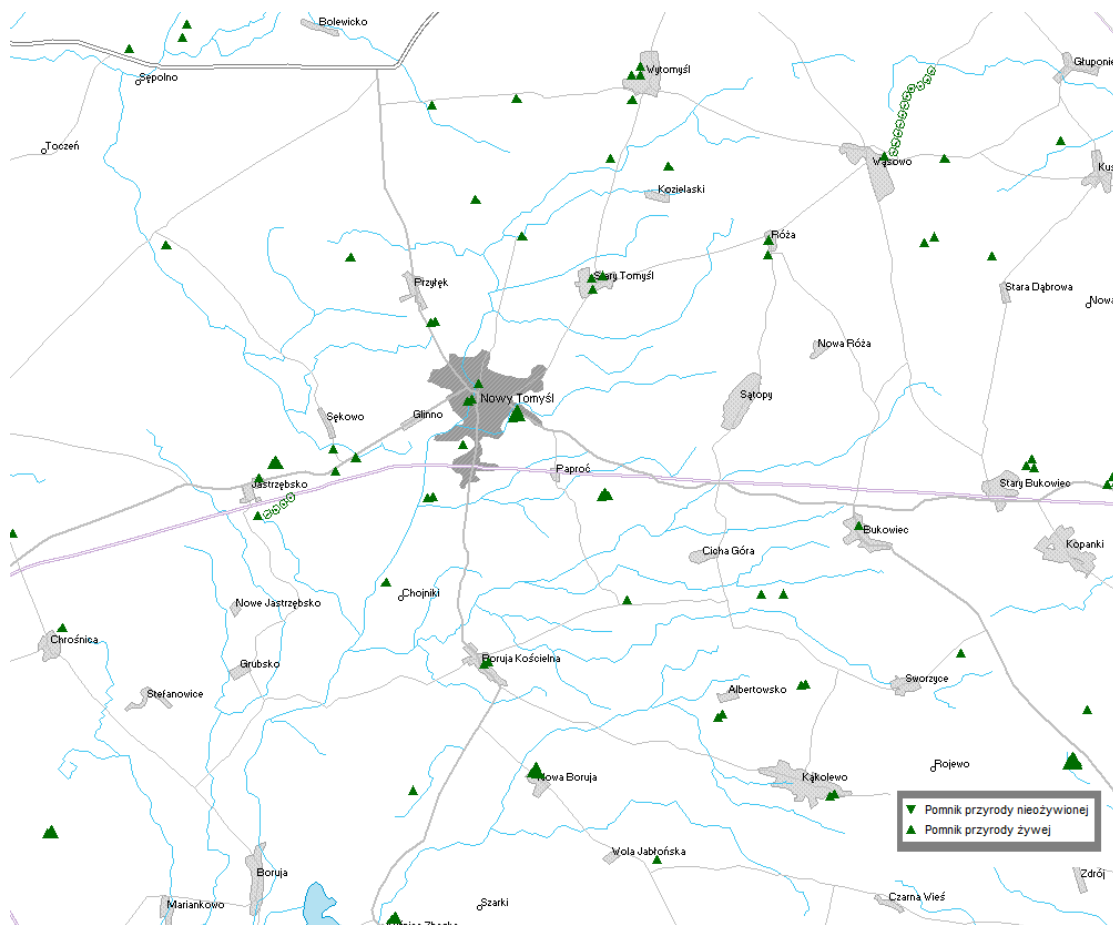 Bolewicko
Sępolno
Wytomyśl
Głuponie
Toczeń
Wąsowo
Kozielaski
Róża
Stary Tomyśl
Przyłęk
Stara Dąbrowa
Nowa
Nowa Róża
Sątopy
Nowy Tomyśl
Glinno
Sękowo
Paproć
Jastrzębsko
Stary Bukowiec
Bukowiec
Kopanki
Cicha Góra
Chojniki
Nowe Jastrzębsko
Chrośnica
Boruja Kościelna
Grubsko
Stefanowice
Albertowsko
Sworzyce
Rojewo
Nowa Boruja
Kąkolewo
Pomnik przyrody nieożywionej
Pomnik przyrody żywej
Wola Jabłońska
Boruja
Zdrój
Mariankowo
Szarki
Czarna Wieś